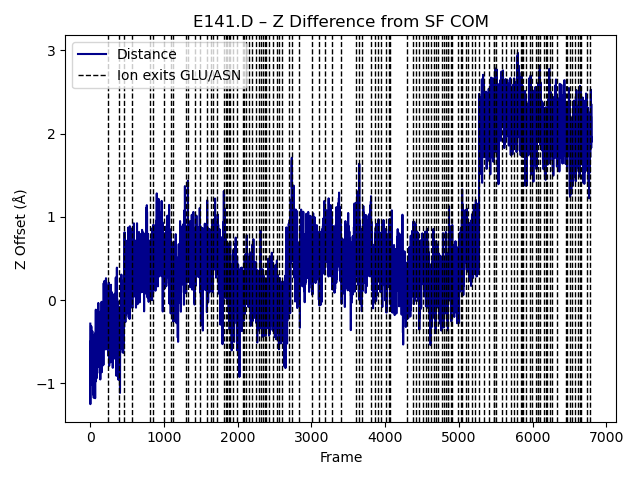 E141.D – Z Difference from SF COM
Distance
Ion exits GLU/ASN
Z Offset (Å)
3
2
1
0
−1
0 1000 2000 3000 4000 5000 6000 7000
Frame